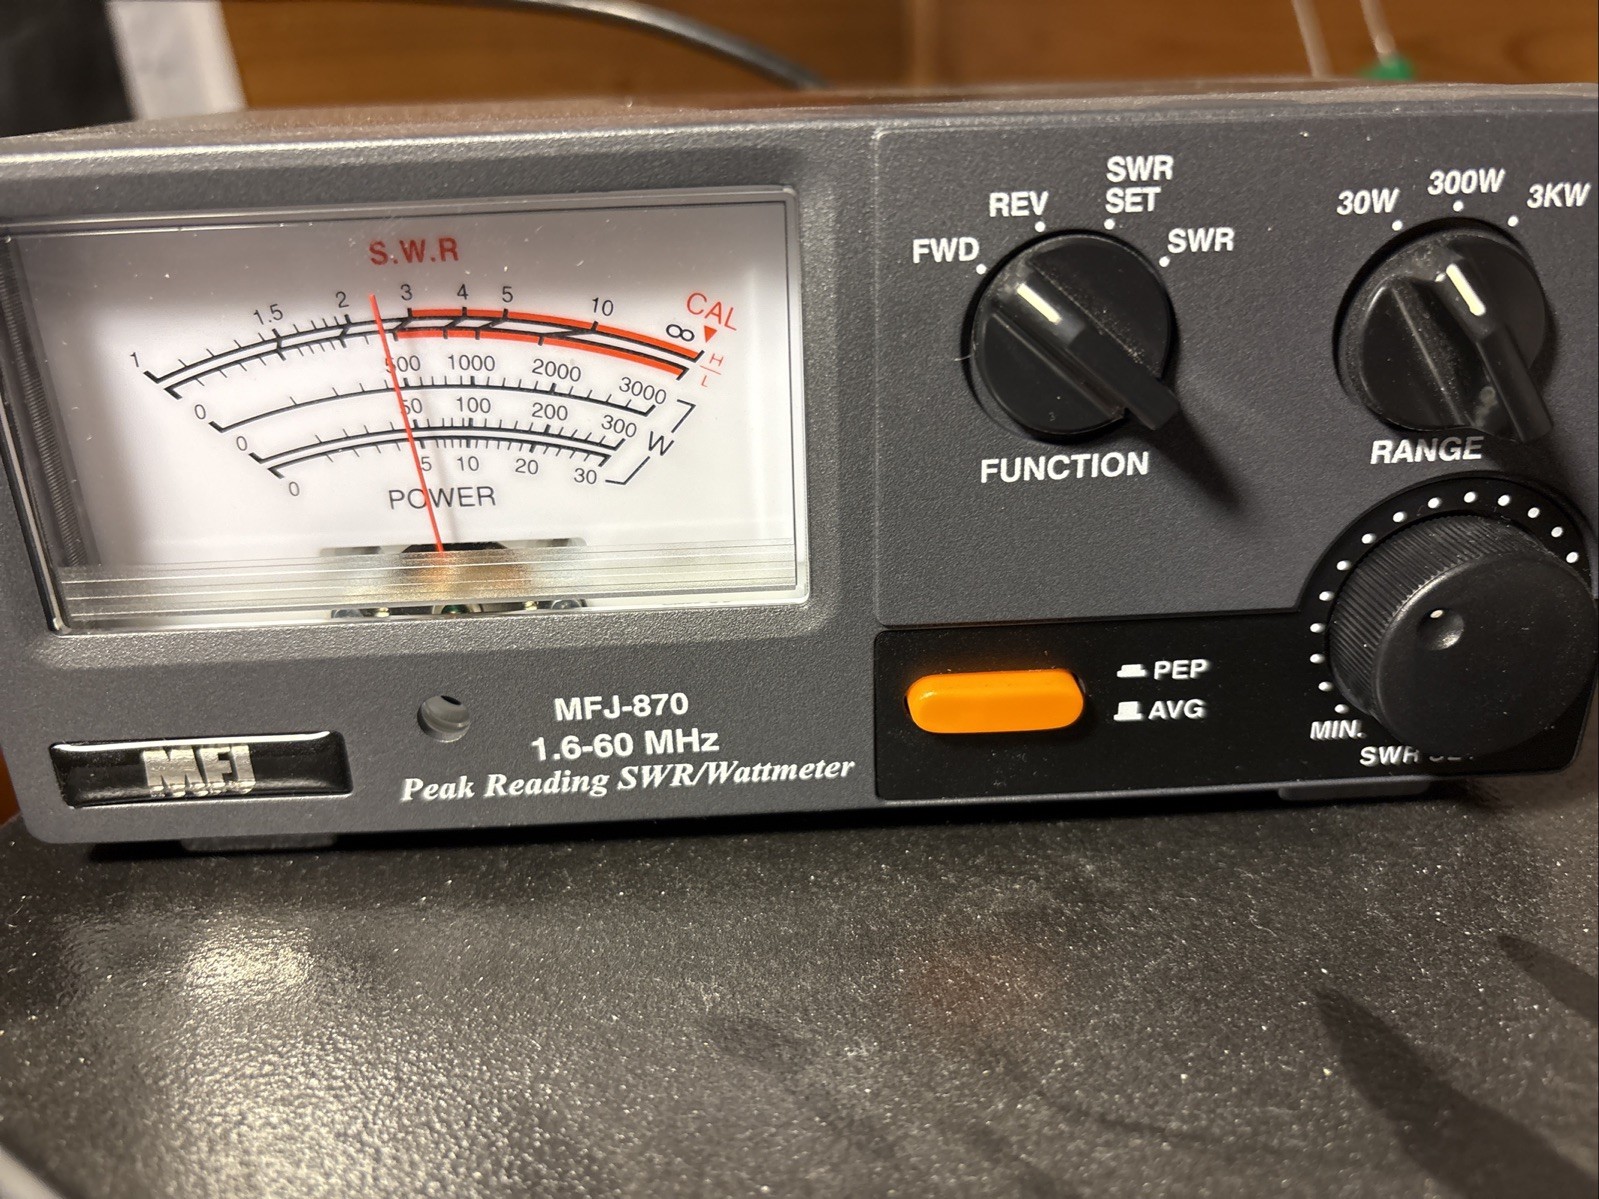 S.W.R
1 1.5 2 3 4 5 10 ∞ CAL
H
L
0 500 1000 2000 3000
0 50 100 200 300
0 5 10 20 30
W
POWER
FWD REV SWR SET SWR
FUNCTION
30W 300W 3KW
RANGE
PEP
AVG
MIN.
SWR
MFJ
MFJ-870
1.6-60 MHz
Peak Reading SWR/Wattmeter